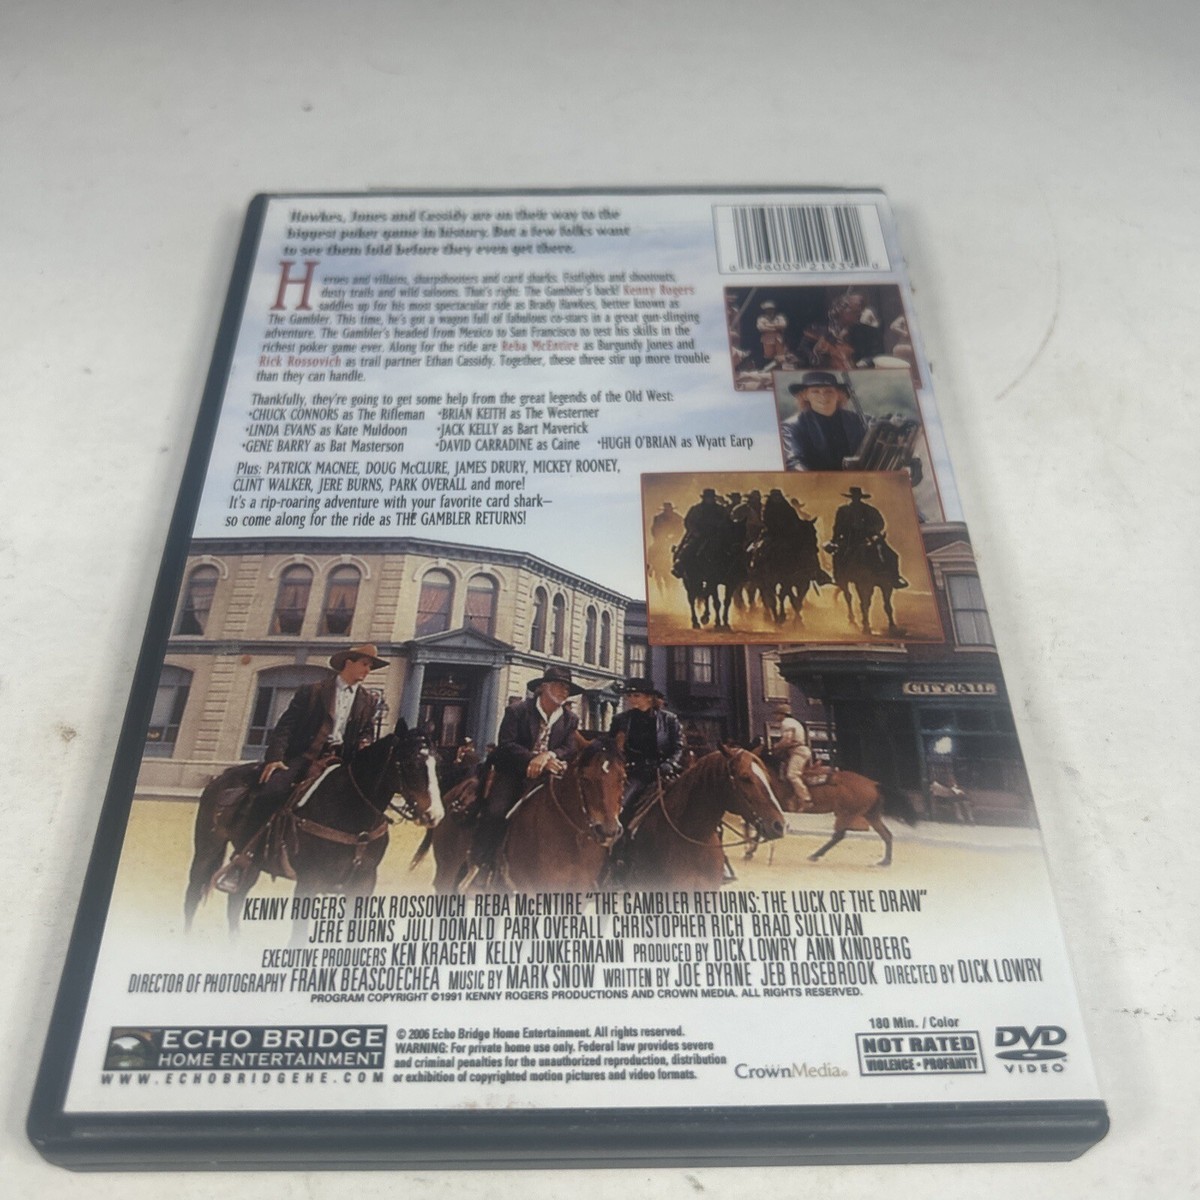 Hawkes, Jones and Cassidy are on their way to the
biggest poker game in history. But a few folks want
to see them fold before they even get there.
Heroes and villains, sharpshooters and card sharks. Fistfights and shootouts,
dusty trails and wild saloons. That's right: The Gambler's back! Kenny Rogers
saddles up for his most spectacular ride as Brady Hawkes, better known as
The Gambler. This time, he's got a wagon full of fabulous co-stars in a great gun-slinging
adventure. The Gambler's headed from Mexico to San Francisco to test his skills in the
richest poker game ever. Along for the ride are Reba McEntire as Burgundy Jones and
Rick Rossovich as trail partner Ethan Cassidy. Together, these three stir up more trouble
than they can handle.
Thankfully, they're going to get some help from the great legends of the Old West:
•CHUCK CONNORS as The Rifleman •BRIAN KEITH as The Westerner
•LINDA EVANS as Kate Muldoon •JACK KELLY as Bart Maverick
•GENE BARRY as Bat Masterson •DAVID CARRADINE as Caine •HUGH O'BRIAN as Wyatt Earp
Plus: PATRICK MACNEE, DOUG McCLURE, JAMES DRURY, MICKEY ROONEY,
CLINT WALKER, JERE BURNS, PARK OVERALL and more!
It's a rip-roaring adventure with your favorite card shark—
so come along for the ride as THE GAMBLER RETURNS!
0 96009 21939 0
SALOON
CITY JAIL
KENNY ROGERS RICK ROSSOVICH REBA McENTIRE "THE GAMBLER RETURNS: THE LUCK OF THE DRAW"
JERE BURNS JULI DONALD PARK OVERALL CHRISTOPHER RICH BRAD SULLIVAN
EXECUTIVE PRODUCERS KEN KRAGEN KELLY JUNKERMANN PRODUCED BY DICK LOWRY ANN KINDBERG
DIRECTOR OF PHOTOGRAPHY FRANK BEASCOECHEA MUSIC BY MARK SNOW WRITTEN BY JOE BYRNE JEB ROSEBROOK DIRECTED BY DICK LOWRY
PROGRAM COPYRIGHT ©1991 KENNY ROGERS PRODUCTIONS AND CROWN MEDIA. ALL RIGHTS RESERVED.
ECHO BRIDGE
HOME ENTERTAINMENT
WWW.ECHOBRIDGEHE.COM
© 2006 Echo Bridge Home Entertainment. All rights reserved.
WARNING: For private home use only. Federal law provides severe
and criminal penalties for the unauthorized reproduction, distribution
or exhibition of copyrighted motion pictures and video formats.
CrownMedia®
180 Min. / Color
NOT RATED
VIOLENCE • PROFANITY
DVD
VIDEO™